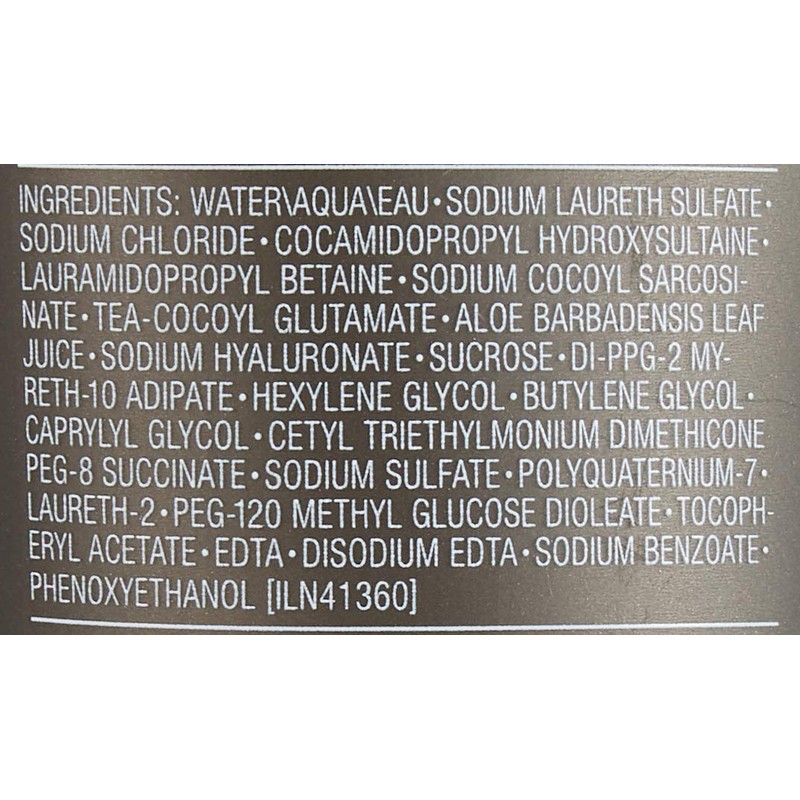 INGREDIENTS: WATER\AQUA\EAU • SODIUM LAURETH SULFATE •
SODIUM CHLORIDE • COCAMIDOPROPYL HYDROXYSULTAINE •
LAURAMIDOPROPYL BETAINE • SODIUM COCOYL SARCOSI-
NATE • TEA-COCOYL GLUTAMATE • ALOE BARBADENSIS LEAF
JUICE • SODIUM HYALURONATE • SUCROSE • DI-PPG-2 MY-
RETH-10 ADIPATE • HEXYLENE GLYCOL • BUTYLENE GLYCOL •
CAPRYLYL GLYCOL • CETYL TRIETHYLMONIUM DIMETHICONE
PEG-8 SUCCINATE • SODIUM SULFATE • POLYQUATERNIUM-7 •
LAURETH-2 • PEG-120 METHYL GLUCOSE DIOLEATE • TOCOPH-
ERYL ACETATE • EDTA • DISODIUM EDTA • SODIUM BENZOATE •
PHENOXYETHANOL [ILN41360]